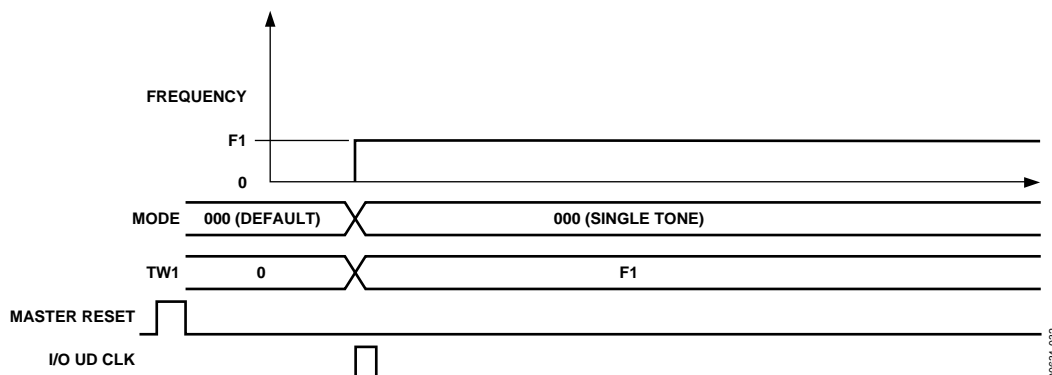 FREQUENCY
F1
0
MODE 000 (DEFAULT) 000 (SINGLE TONE)
TW1 0 F1
MASTER RESET
I/O UD CLK